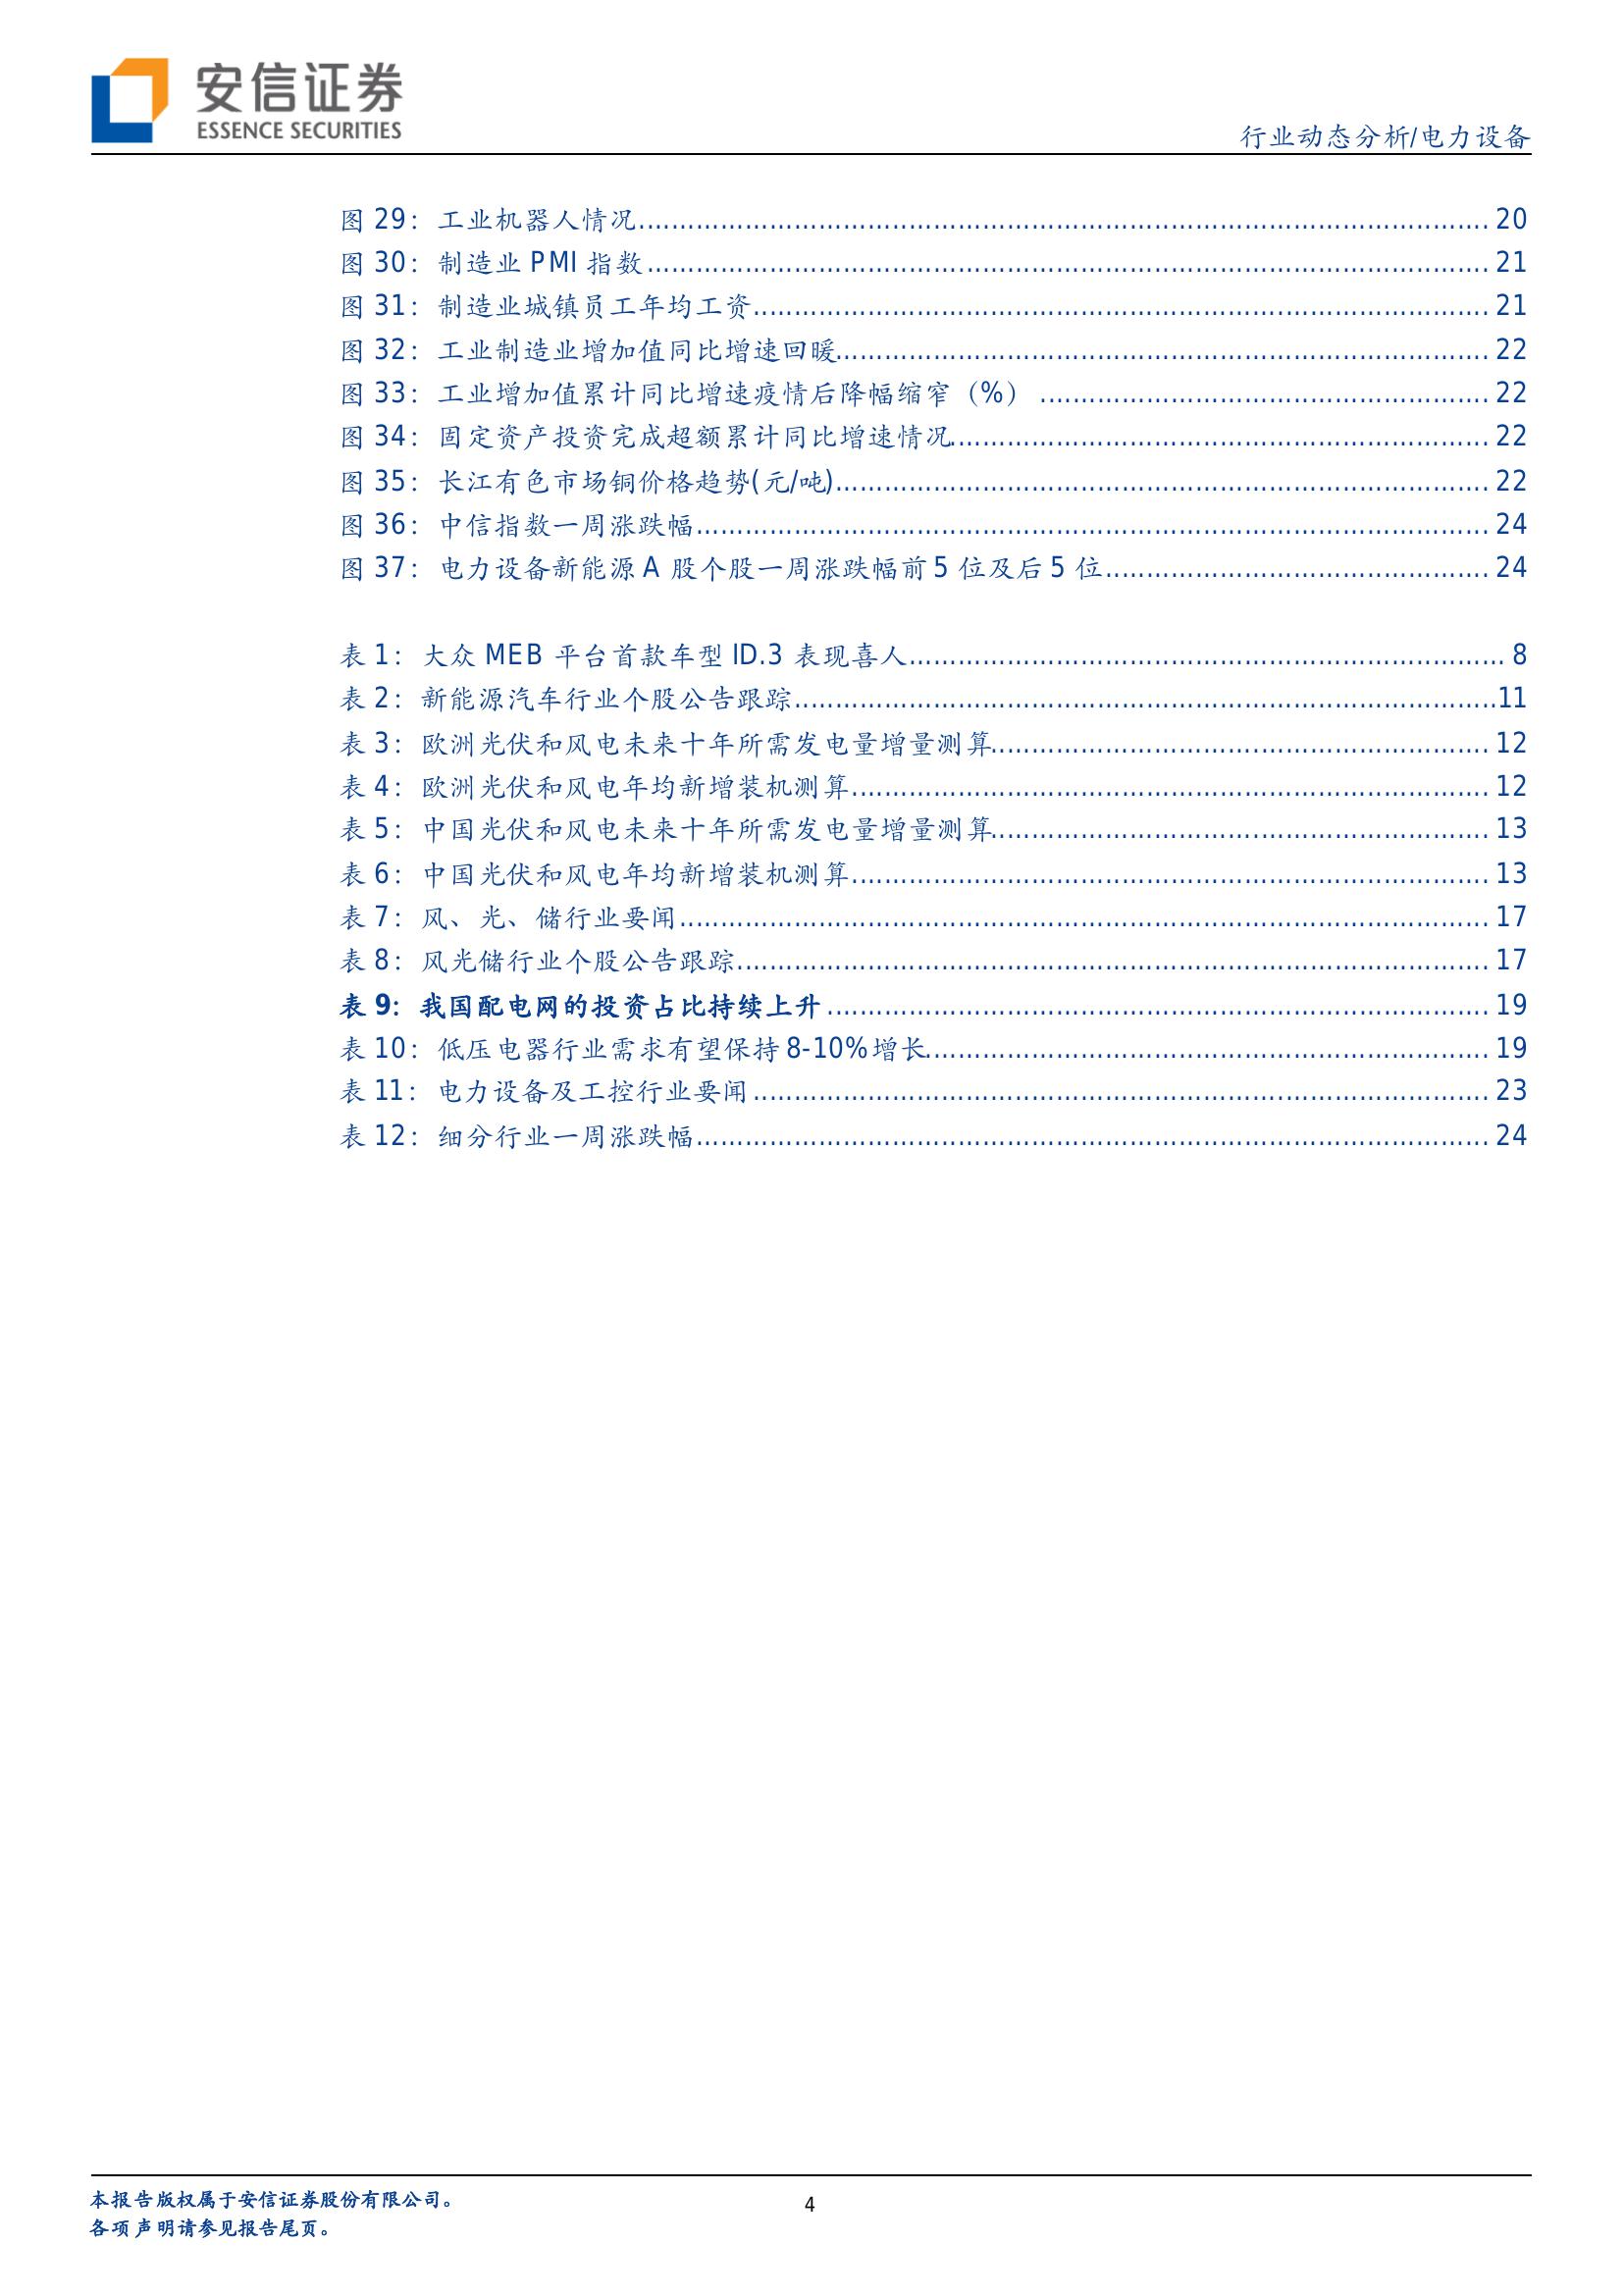 安信证券
ESSENCE SECURITIES
行业动态分析/电力设备
图 29：工业机器人情况........................................ 20
图 30：制造业 PMI 指数........................................ 21
图 31：制造业城镇员工年均工资........................................ 21
图 32：工业制造业增加值同比增速回暖........................................ 22
图 33：工业增加值累计同比增速疫情后降幅缩窄（%）........................................ 22
图 34：固定资产投资完成超额累计同比增速情况........................................ 22
图 35：长江有色市场铜价格趋势(元/吨)........................................ 22
图 36：中信指数一周涨跌幅........................................ 24
图 37：电力设备新能源 A 股个股一周涨跌幅前 5 位及后 5 位........................................ 24
表 1：大众 MEB 平台首款车型 ID.3 表现喜人........................................ 8
表 2：新能源汽车行业个股公告跟踪........................................ 11
表 3：欧洲光伏和风电未来十年所需发电量增量测算........................................ 12
表 4：欧洲光伏和风电年均新增装机测算........................................ 12
表 5：中国光伏和风电未来十年所需发电量增量测算........................................ 13
表 6：中国光伏和风电年均新增装机测算........................................ 13
表 7：风、光、储行业要闻........................................ 17
表 8：风光储行业个股公告跟踪........................................ 17
表 9：我国配电网的投资占比持续上升........................................ 19
表 10：低压电器行业需求有望保持 8-10%增长........................................ 19
表 11：电力设备及工控行业要闻........................................ 23
表 12：细分行业一周涨跌幅........................................ 24
本报告版权属于安信证券股份有限公司。
各项声明请参见报告尾页。
4